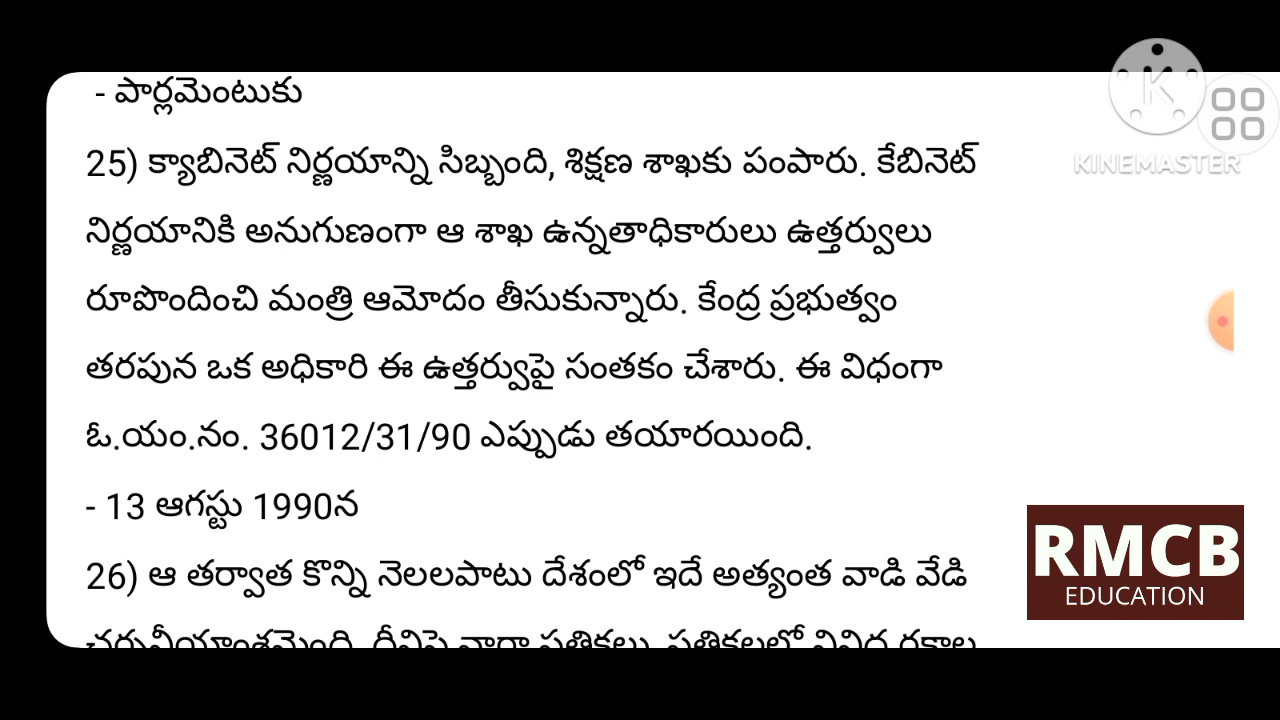 - పార్లమెంటుకు
25) క్యాబినెట్ నిర్ణయాన్ని సిబ్బంది, శిక్షణ శాఖకు పంపారు. కేబినెట్
నిర్ణయానికి అనుగుణంగా ఆ శాఖ ఉన్నతాధికారులు ఉత్తర్వులు
రూపొందించి మంత్రి ఆమోదం తీసుకున్నారు. కేంద్ర ప్రభుత్వం
తరపున ఒక అధికారి ఈ ఉత్తర్వుపై సంతకం చేశారు. ఈ విధంగా
ఓ.యం.నం. 36012/31/90 ఎప్పుడు తయారయింది.
- 13 ఆగస్టు 1990న
26) ఆ తర్వాత కొన్ని నెలలపాటు దేశంలో ఇదే అత్యంత వాడి వేడి
K
KINEMASTER
RMCB
EDUCATION